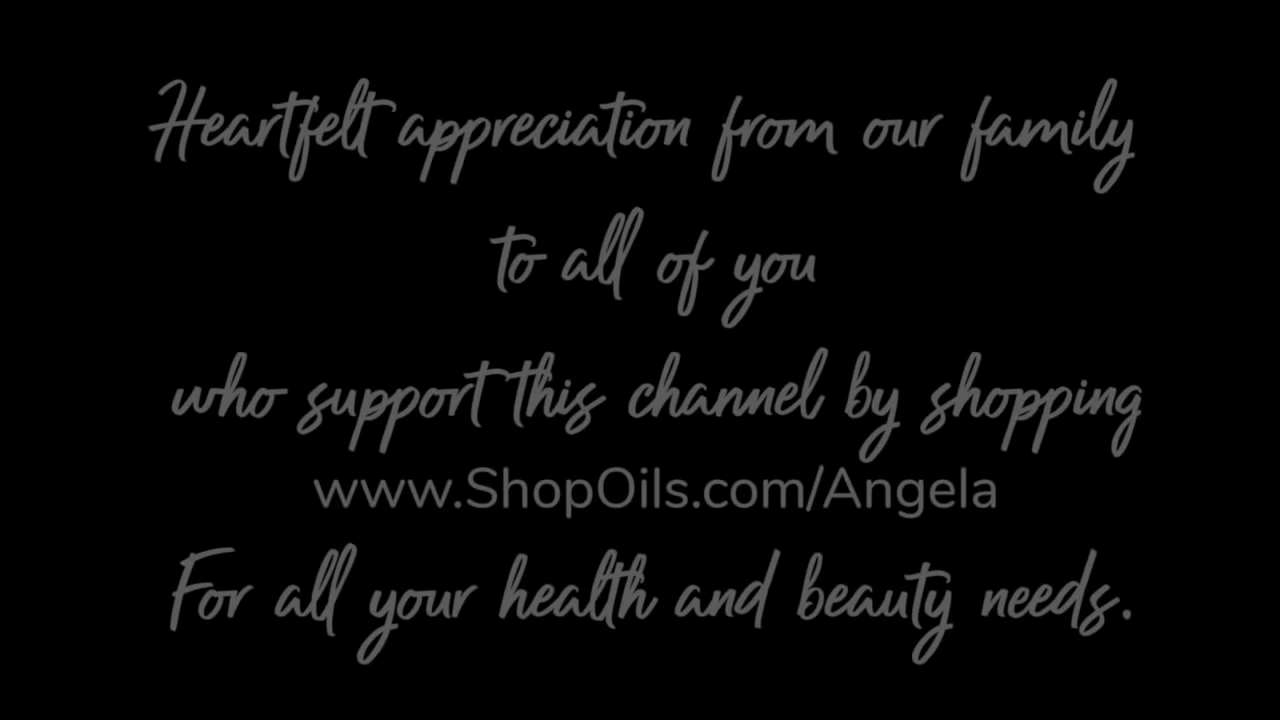 Heartfelt appreciation from our family
to all of you
who support this channel by shopping
www.ShopOils.com/Angela
For all your health and beauty needs.